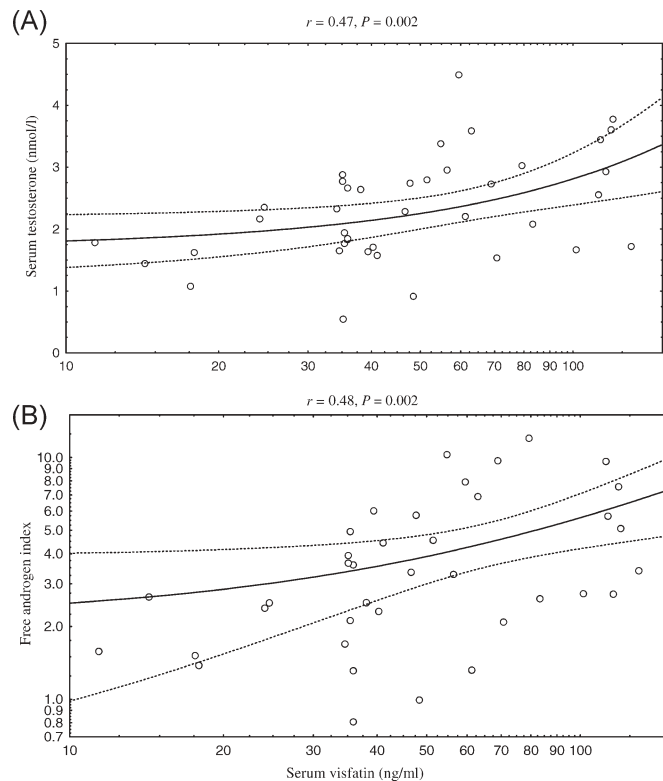 (A)
r = 0.47, P = 0.002
Serum testosterone (nmol/l)
5
4
3
2
1
0
10 20 30 40 50 60 70 80 90 100
(B)
r = 0.48, P = 0.002
Free androgen index
10.0
9.0
8.0
7.0
6.0
5.0
4.0
3.0
2.0
1.0
0.9
0.8
0.7
10 20 30 40 50 60 70 80 100
Serum visfatin (ng/ml)